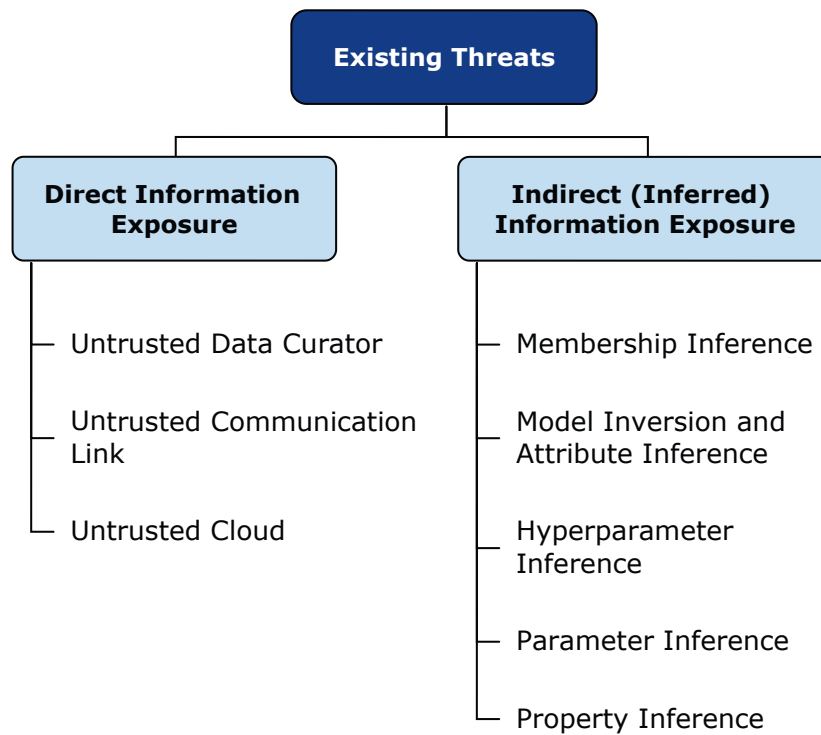 Existing Threats
Direct Information
Exposure
Indirect (Inferred)
Information Exposure
Untrusted Data Curator
Untrusted Communication
Link
Untrusted Cloud
Membership Inference
Model Inversion and
Attribute Inference
Hyperparameter
Inference
Parameter Inference
Property Inference